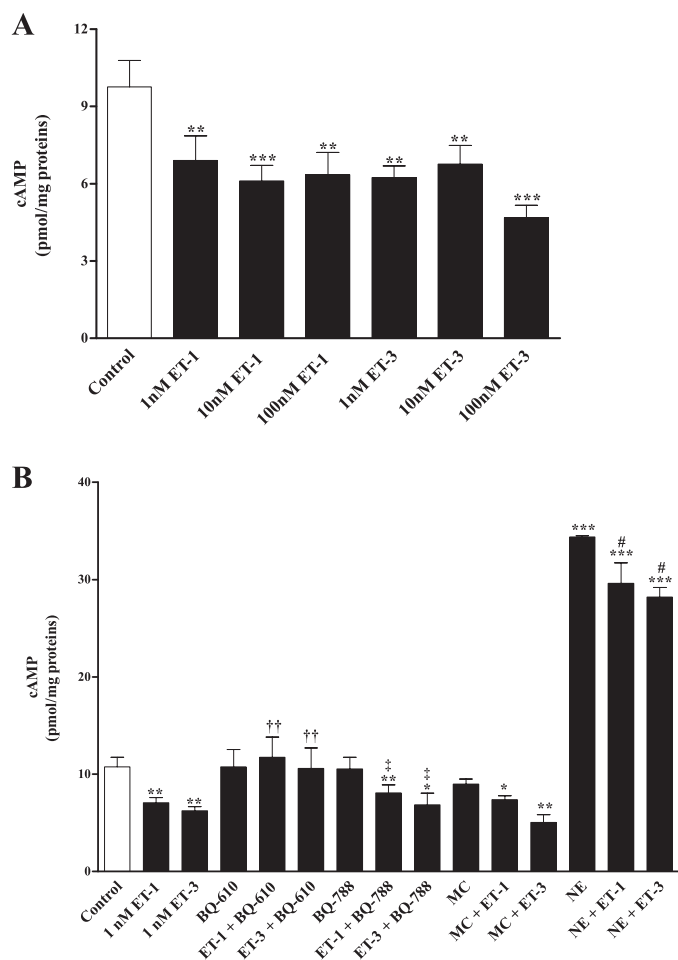 A
cAMP
(pmol/mg proteins)
12
9
6
3
0
**
***
**
**
**
***
Control
1nM ET-1
10nM ET-1
100nM ET-1
1nM ET-3
10nM ET-3
100nM ET-3
B
cAMP
(pmol/mg proteins)
40
30
20
10
0
**
**
††
††
‡
**
‡
*
*
**
***
#
***
#
***
Control
1 nM ET-1
1 nM ET-3
BQ-610
ET-1 + BQ-610
ET-3 + BQ-610
BQ-788
ET-1 + BQ-788
ET-3 + BQ-788
MC
MC + ET-1
MC + ET-3
NE
NE + ET-1
NE + ET-3